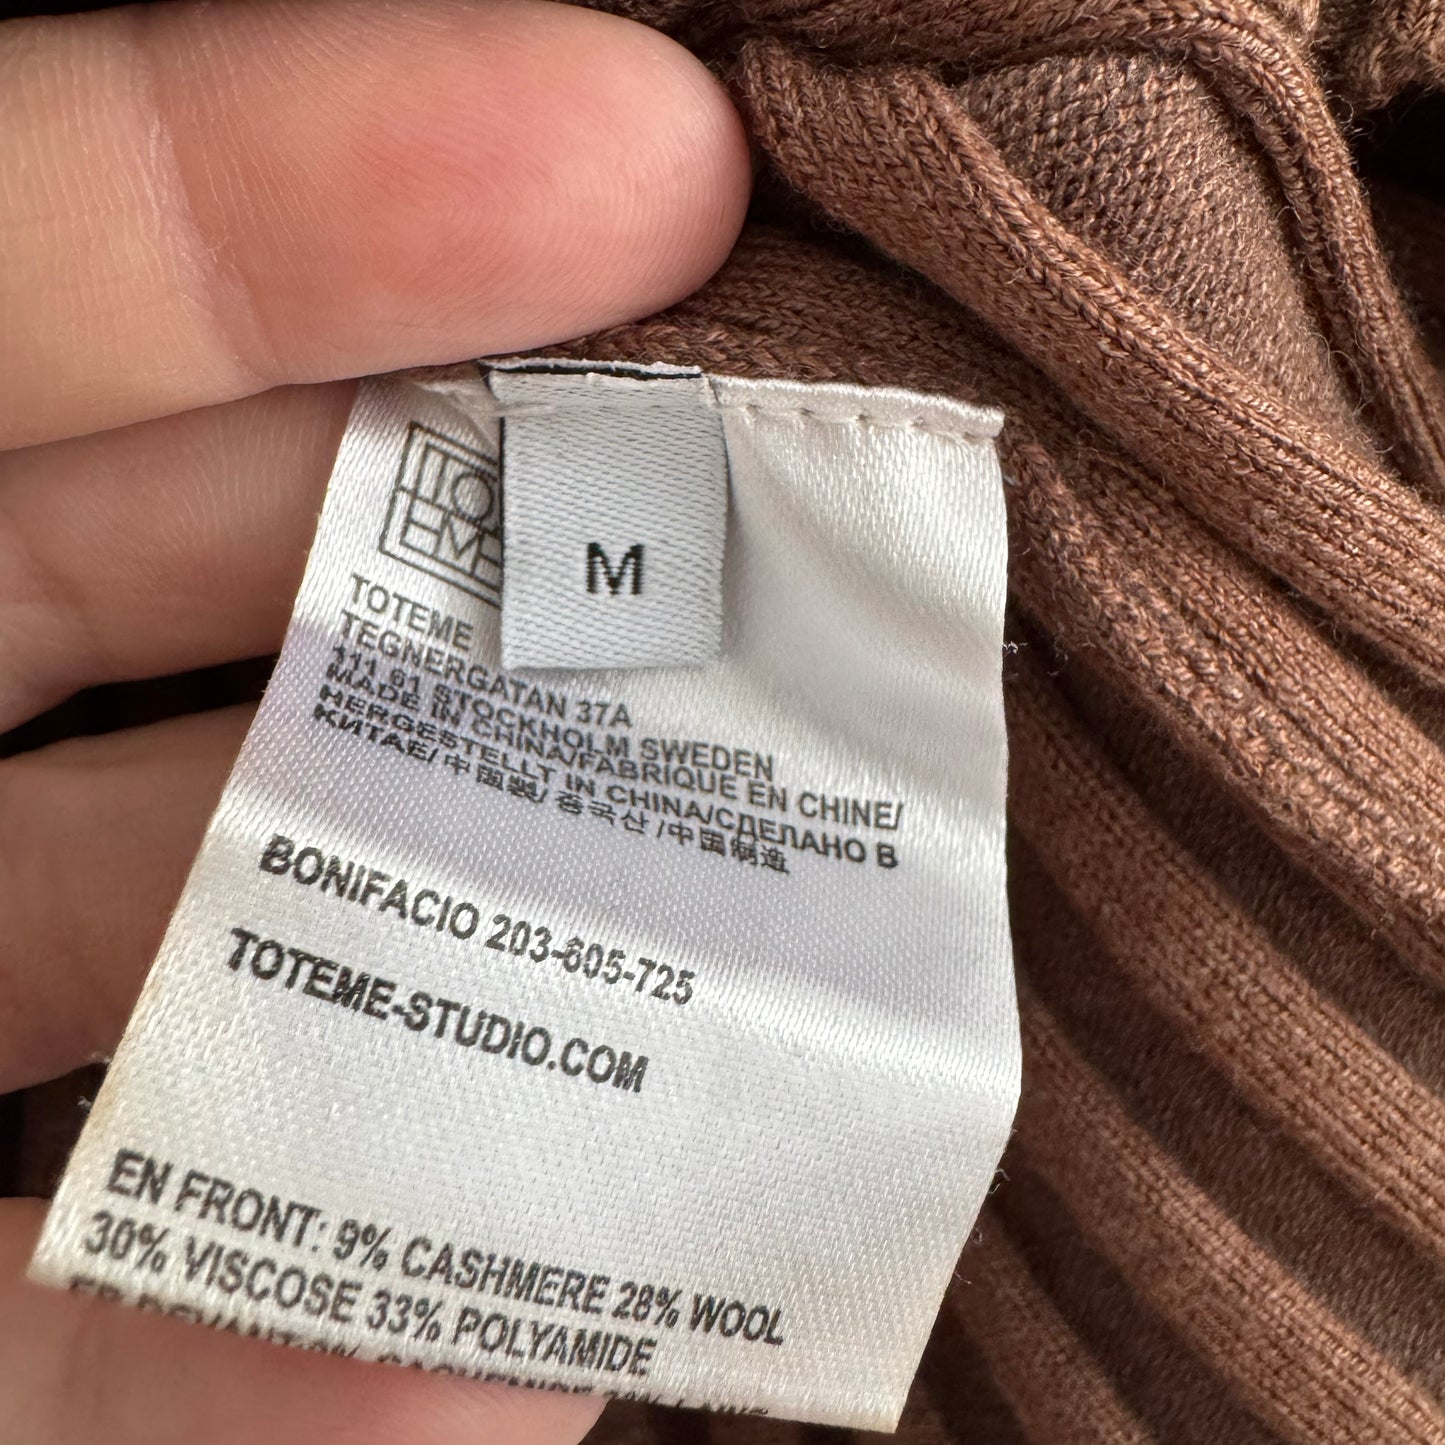 TOTEME
M
TOTEME
TEGNERGATAN 37A
111 61 STOCKHOLM SWEDEN
MADE IN CHINA/FABRIQUE EN CHINE/
HERGESTELLT IN CHINA/СДЕЛАНО В
КИТАЕ/中国製/ 중국산 /中国制造
BONIFACIO 203-605-725
TOTEME-STUDIO.COM
EN FRONT: 9% CASHMERE 28% WOOL
30% VISCOSE 33% POLYAMIDE